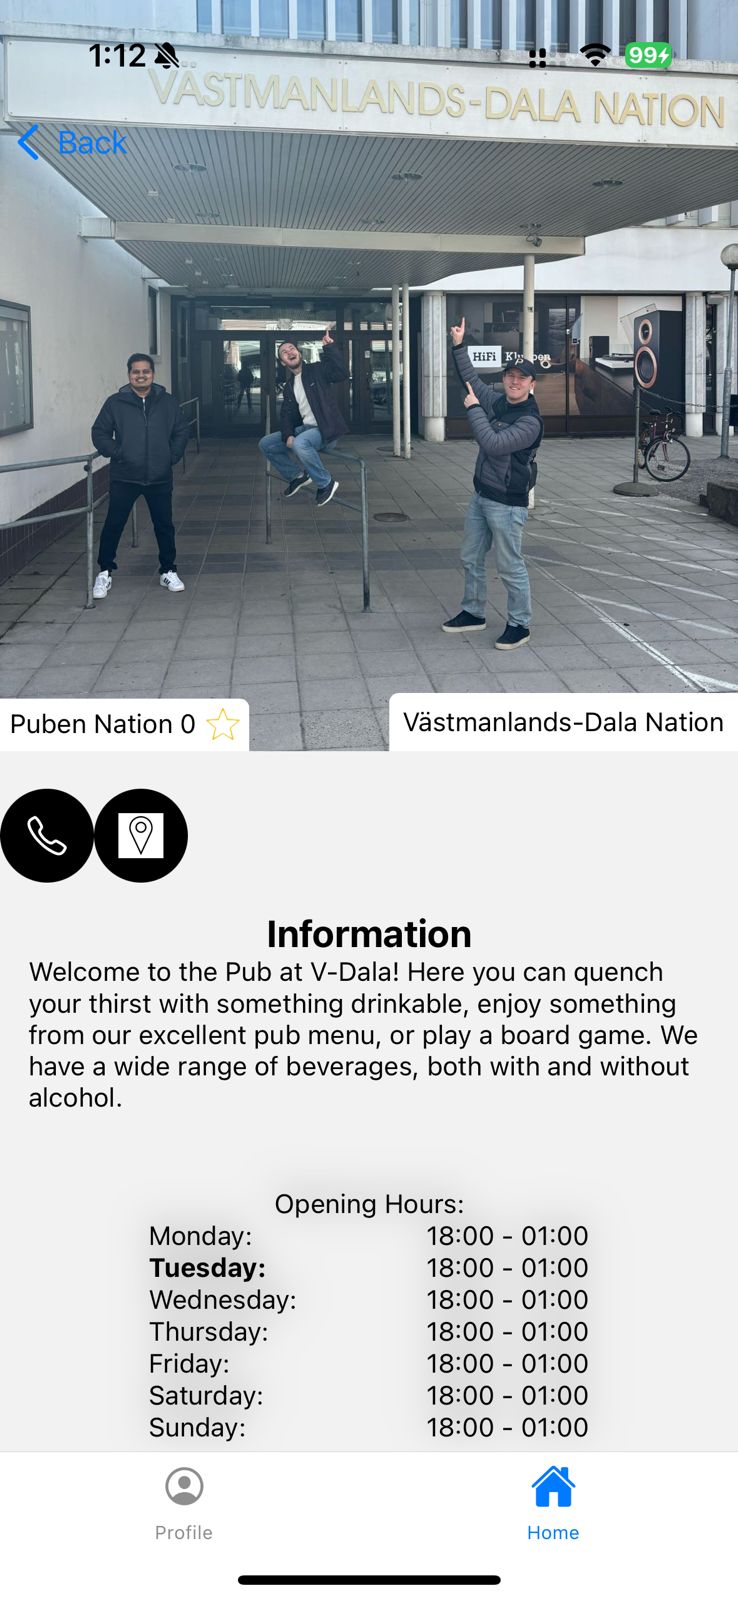 1:12
99
VÄSTMANLANDS-DALA NATION
Back
HiFi Klubben
Puben Nation 0
Västmanlands-Dala Nation
Information
Welcome to the Pub at V-Dala! Here you can quench
your thirst with something drinkable, enjoy something
from our excellent pub menu, or play a board game. We
have a wide range of beverages, both with and without
alcohol.
Opening Hours:
Monday: 18:00 - 01:00
Tuesday: 18:00 - 01:00
Wednesday: 18:00 - 01:00
Thursday: 18:00 - 01:00
Friday: 18:00 - 01:00
Saturday: 18:00 - 01:00
Sunday: 18:00 - 01:00
Profile
Home